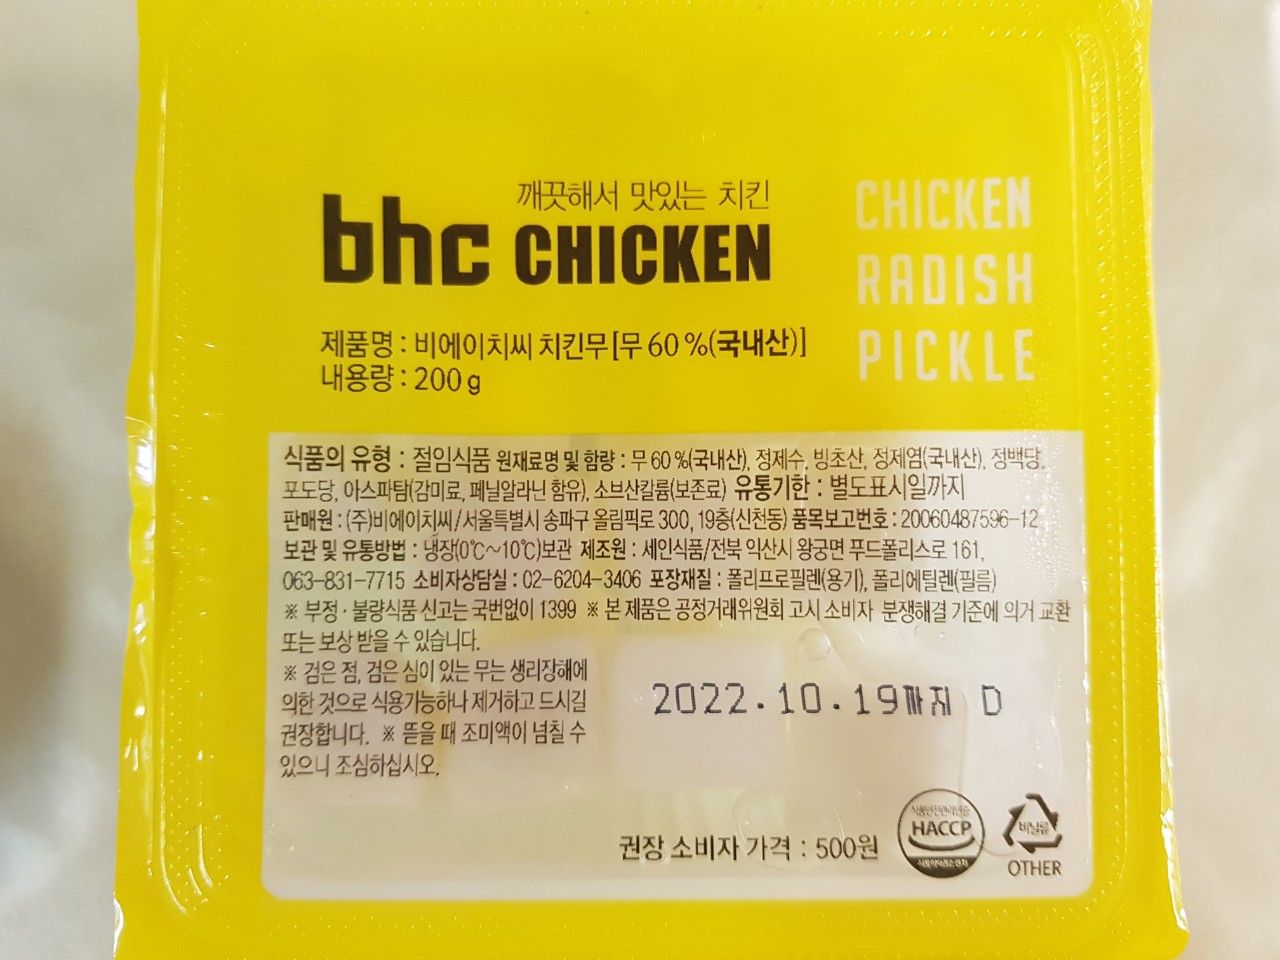 깨끗해서 맛있는 치킨
bhc CHICKEN
CHICKEN
RADISH
PICKLE
제품명 : 비에이치씨 치킨무[무 60 %(국내산)]
내용량 : 200 g
식품의 유형 : 절임식품 원재료명 및 함량 : 무 60 %(국내산), 정제수, 빙초산, 정제염(국내산), 정백당,
포도당, 아스파탐(감미료, 페닐알라닌 함유), 소브산칼륨(보존료) 유통기한 : 별도표시일까지
판매원 : (주)비에이치씨/서울특별시 송파구 올림픽로 300, 19층(신천동) 품목보고번호 : 20060487596-12
보관 및 유통방법 : 냉장(0℃~10℃)보관 제조원 : 세인식품/전북 익산시 왕궁면 푸드폴리스로 161,
063-831-7715 소비자상담실 : 02-6204-3406 포장재질 : 폴리프로필렌(용기), 폴리에틸렌(필름)
※ 부정 · 불량식품 신고는 국번없이 1399 ※ 본 제품은 공정거래위원회 고시 소비자 분쟁해결 기준에 의거 교환
또는 보상 받을 수 있습니다.
※ 검은 점, 검은 심이 있는 무는 생리장해에
의한 것으로 식용가능하나 제거하고 드시길
권장합니다. ※ 뜯을 때 조미액이 넘칠 수
있으니 조심하십시오.
2022.10.19까지 D
권장 소비자 가격 : 500원
HACCP
비닐류
OTHER